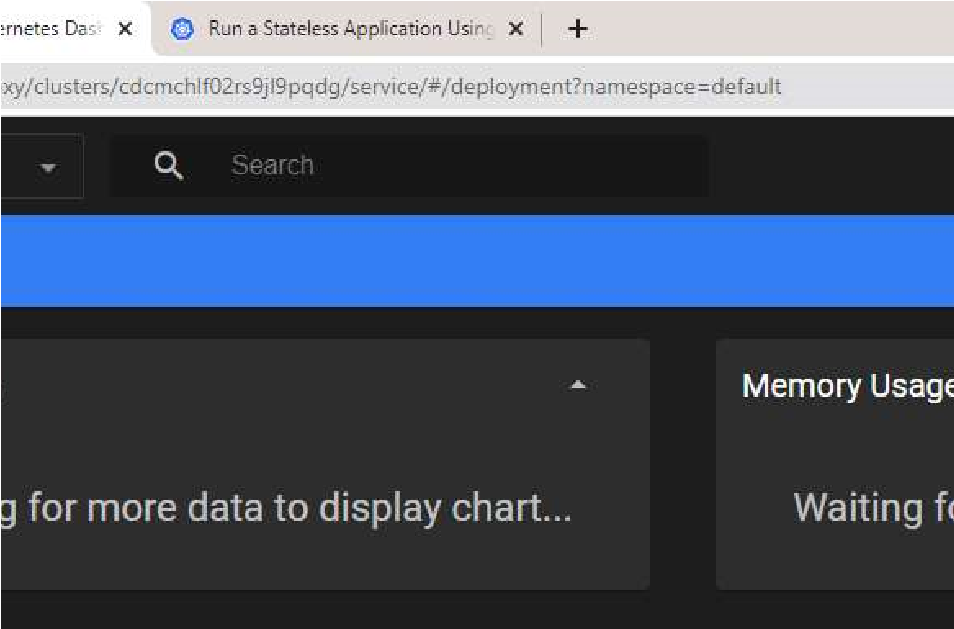 ernetes Das
Run a Stateless Application Using
xy/clusters/cdcmchlf02rs9jl9pqdg/service/#/deployment?namespace=default
Search
Memory Usage
g for more data to display chart...
Waiting fo